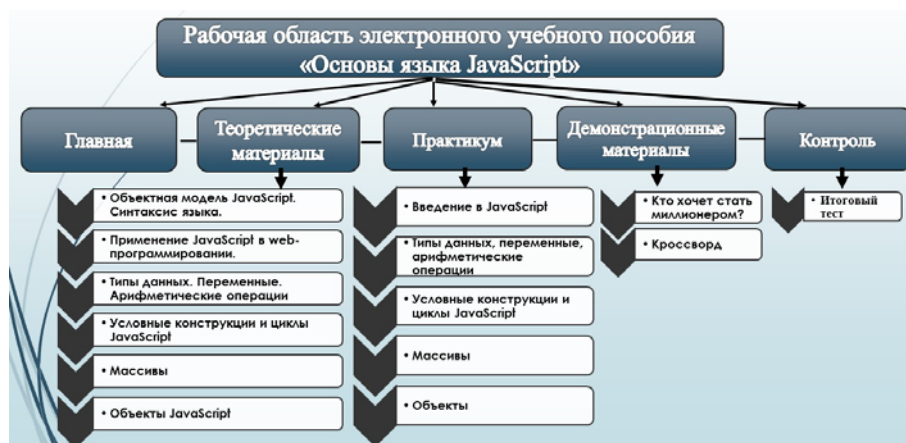 Рабочая область электронного учебного пособия
«Основы языка JavaScript»
Главная
Теоретические
материалы
Практикум
Демонстрационные
материалы
Контроль
• Объектная модель JavaScript.
Синтаксис языка.
• Применение JavaScript в web-
программировании.
• Типы данных. Переменные.
Арифметические операции
• Условные конструкции и циклы
JavaScript
• Массивы
• Объекты JavaScript
• Введение в JavaScript
• Типы данных, переменные,
арифметические
операции
• Условные конструкции и
циклы JavaScript
• Массивы
• Объекты
• Кто хочет стать
миллионером?
• Кроссворд
• Итоговый
тест